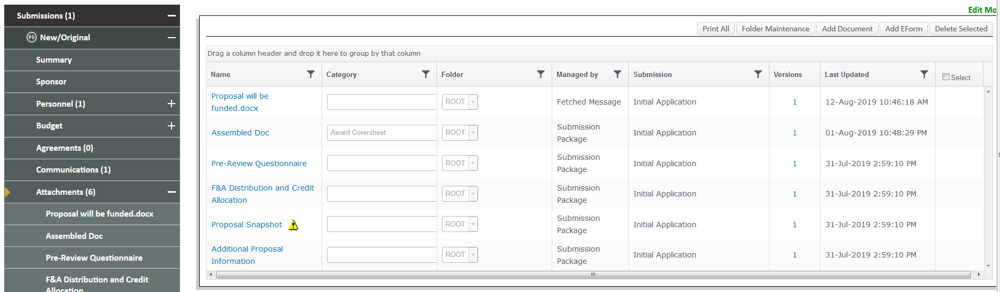 Submissions (1)
PD New/Original
Summary
Sponsor
Personnel (1)
Budget
Agreements (0)
Communications (1)
Attachments (6)
Proposal will be funded.docx
Assembled Doc
Pre-Review Questionnaire
F&A Distribution and Credit
Allocation
Edit Mo
Print All Folder Maintenance Add Document Add EForm Delete Selected
Drag a column header and drop it here to group by that column
Name Category Folder Managed by Submission Versions Last Updated Select
Proposal will be
funded.docx ROOT Fetched Message Initial Application 1 12-Aug-2019 10:46:18 AM
Assembled Doc Award Coversheet ROOT Submission
Package Initial Application 1 01-Aug-2019 10:48:29 PM
Pre-Review Questionnaire ROOT Submission
Package Initial Application 1 31-Jul-2019 2:59:10 PM
F&A Distribution and Credit
Allocation ROOT Submission
Package Initial Application 1 31-Jul-2019 2:59:10 PM
Proposal Snapshot ROOT Submission
Package Initial Application 1 31-Jul-2019 2:59:10 PM
Additional Proposal
Information ROOT Submission
Package Initial Application 1 31-Jul-2019 2:59:10 PM